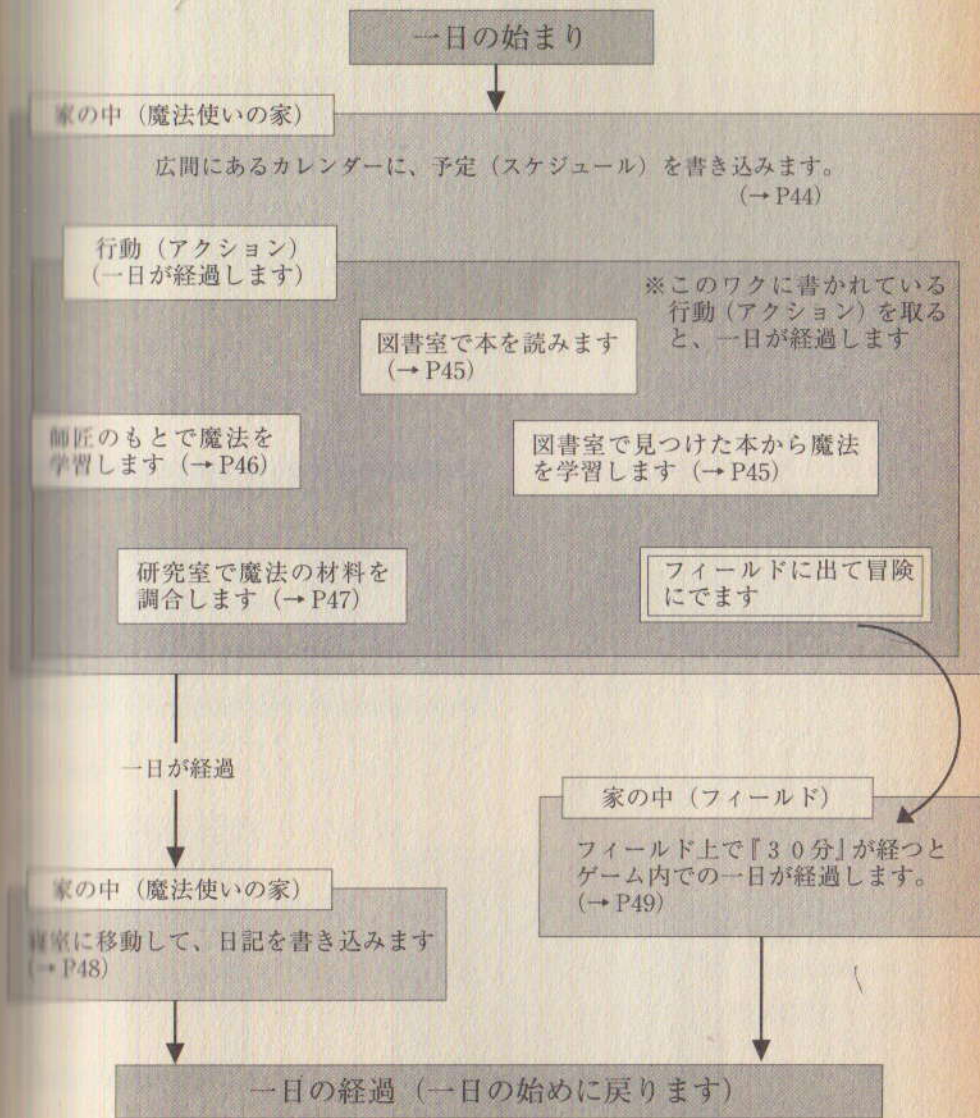 一日の始まり
家の中（魔法使いの家）
広間にあるカレンダーに、予定（スケジュール）を書き込みます。
（→P44）
行動（アクション）
（一日が経過します）
※このワクに書かれている
行動（アクション）を取る
と、一日が経過します
図書室で本を読みます
（→P45）
師匠のもとで魔法を
学習します（→P46）
図書室で見つけた本から魔法
を学習します（→P45）
研究室で魔法の材料を
調合します（→P47）
フィールドに出て冒険
にでます
一日が経過
家の中（フィールド）
フィールド上で『３０分』が経つと
ゲーム内での一日が経過します。
（→P49）
家の中（魔法使いの家）
寝室に移動して、日記を書き込みます
（→P48）
一日の経過（一日の始めに戻ります）